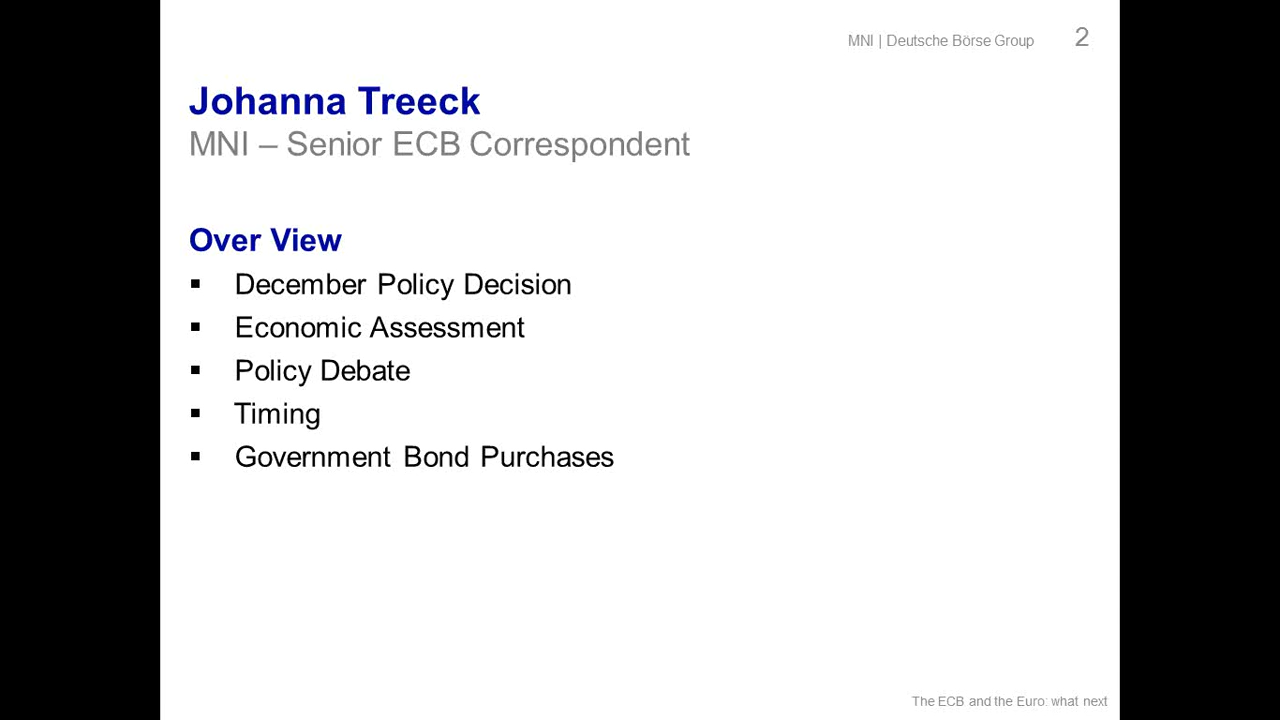 MNI | Deutsche Börse Group 2
Johanna Treeck
MNI – Senior ECB Correspondent
Over View
▪ December Policy Decision
▪ Economic Assessment
▪ Policy Debate
▪ Timing
▪ Government Bond Purchases
The ECB and the Euro: what next